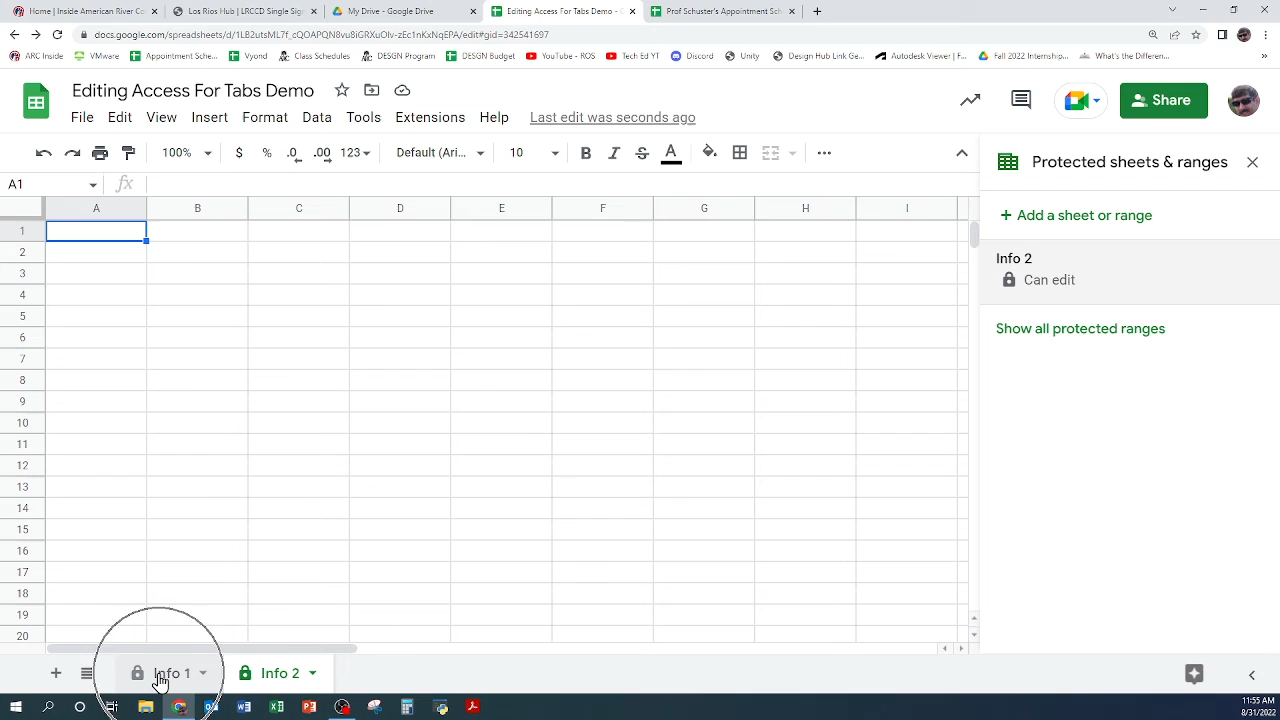 Home | Inside American River Co
Los Rios Hub | LRCCD Single Sign
My Drive - Google Drive
Editing Access For Tabs Demo - G
Prof Schuster's Appointment Sch
docs.google.com/spreadsheets/d/1LB2utsML7f_cQOAPQN8vu8iGRXuOIv-zEc1nKxNqEPA/edit#gid=342541697
ARC Inside
VMware
Appointment Sche...
Vyond
Class Schedules
DESGN Program
DESGN Budget
YouTube - ROS
Tech Ed YT
Discord
Unity
Design Hub Link Ge...
Autodesk Viewer | F...
Fall 2022 Internship...
What's the Differen...
Editing Access For Tabs Demo
Share
File Edit View Insert Format Data Tools Extensions Help Last edit was seconds ago
100% $ % .0 .00 123 Default (Ari... 10 B I S A
A1 fx
A B C D E F G H I
1
2
3
4
5
6
7
8
9
10
11
12
13
14
15
16
17
18
19
20
Protected sheets & ranges
+ Add a sheet or range
Info 2
Can edit
Show all protected ranges
Info 1
Info 2
11:55 AM
8/31/2022